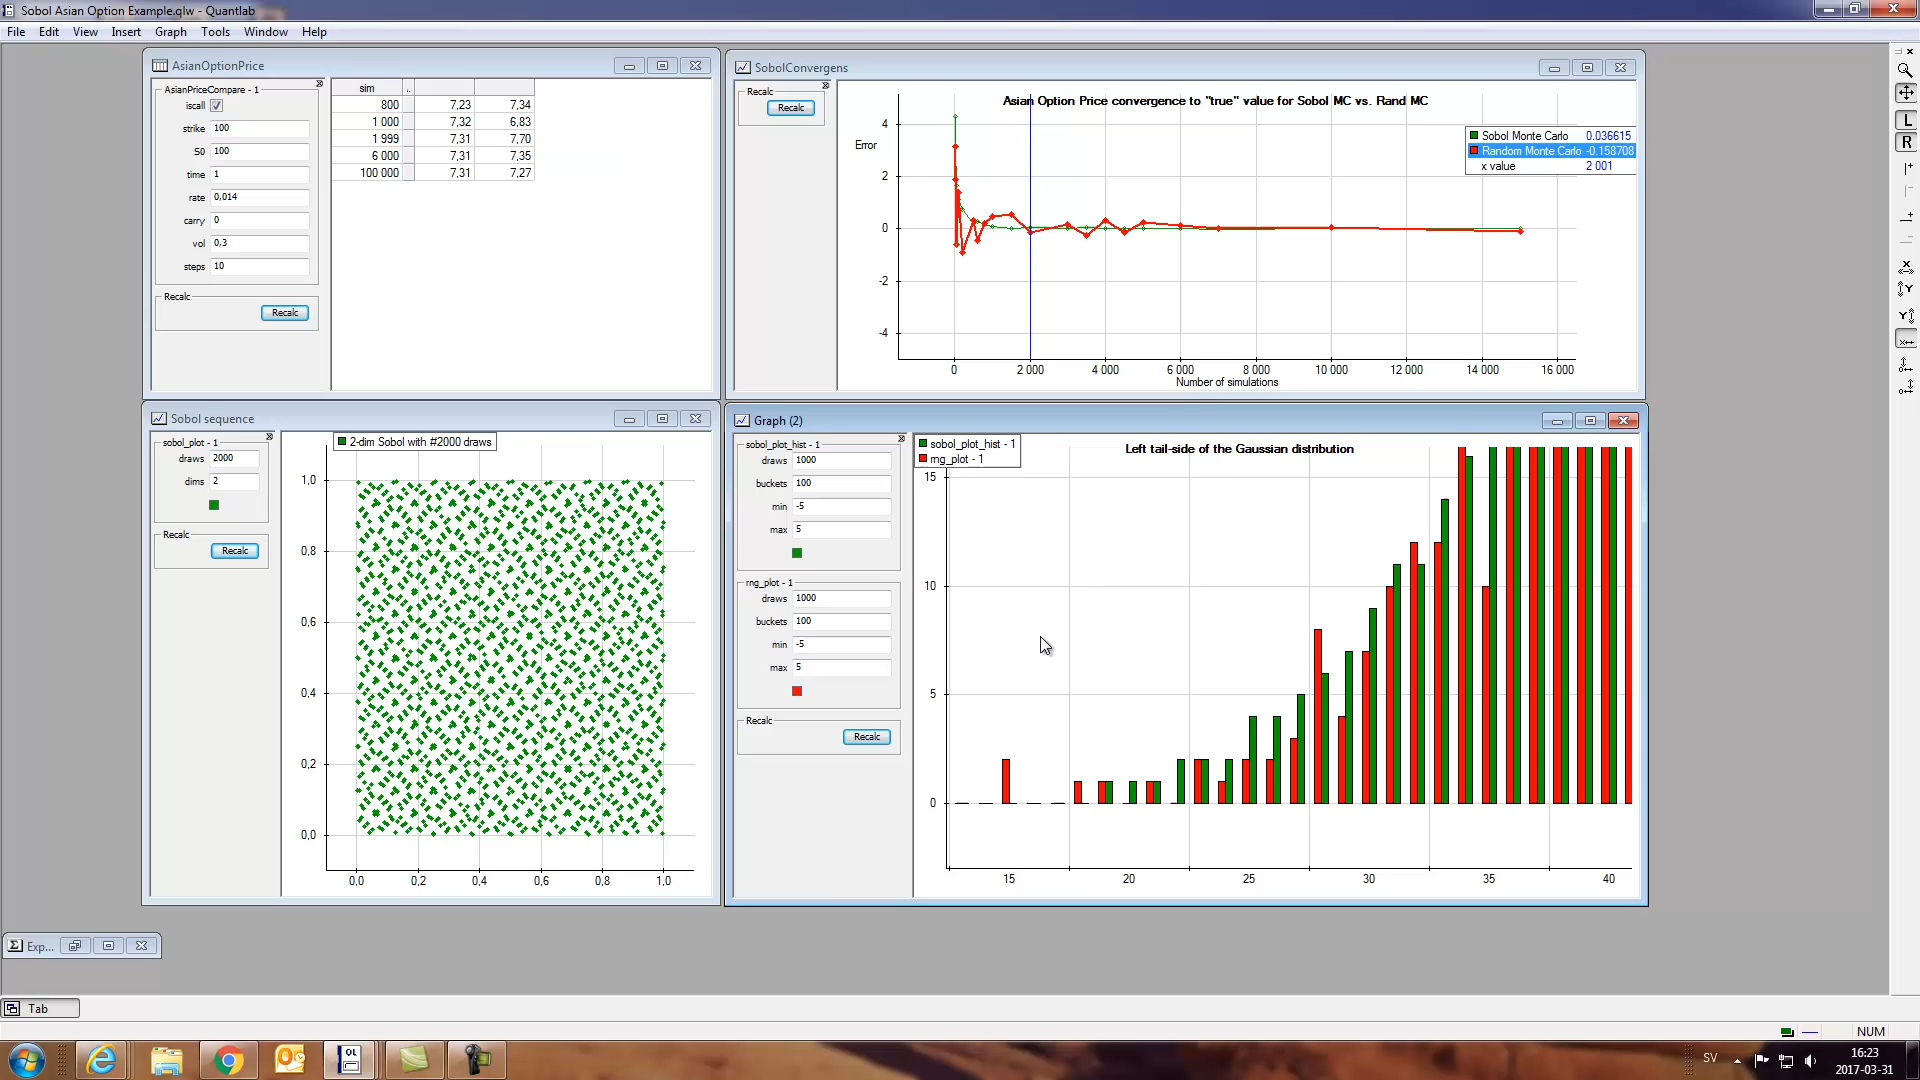 Sobol Asian Option Example.qlw - Quantlab
File Edit View Insert Graph Tools Window Help
AsianOptionPrice
AsianPriceCompare - 1
iscall
strike 100
S0 100
time 1
rate 0,014
carry 0
vol 0,3
steps 10
Recalc
Recalc
sim ..
800 7,23 7,34
1 000 7,32 6,83
1 999 7,31 7,70
6 000 7,31 7,35
100 000 7,31 7,27
SobolConvergens
Recalc
Recalc
Asian Option Price convergence to "true" value for Sobol MC vs. Rand MC
Error
4
2
0
-2
-4
Sobol Monte Carlo 0.036615
Random Monte Carlo -0.158708
x value 2 001
0 2 000 4 000 6 000 8 000 10 000 12 000 14 000 16 000
Number of simulations
Sobol sequence
sobol_plot - 1
draws 2000
dims 2
Recalc
Recalc
2-dim Sobol with #2000 draws
1,0
0,8
0,6
0,4
0,2
0,0
0,0 0,2 0,4 0,6 0,8 1,0
Graph (2)
sobol_plot_hist - 1
draws 1000
buckets 100
min -5
max 5
rng_plot - 1
draws 1000
buckets 100
min -5
max 5
Recalc
Recalc
sobol_plot_hist - 1
rng_plot - 1
Left tail-side of the Gaussian distribution
15
10
5
0
15 20 25 30 35 40
L
R
X
Y
Y
X
Σ Exp...
Tab
NUM
QL
SV
16:23
2017-03-31